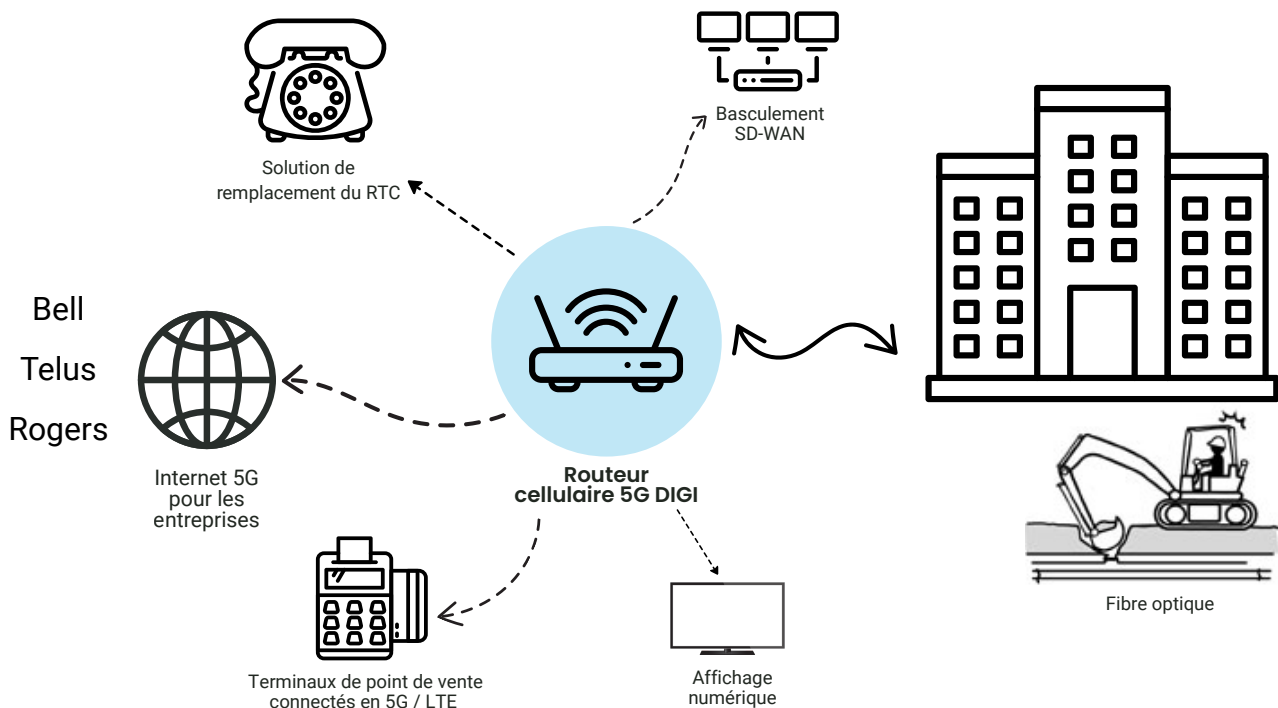 Solution de
remplacement du RTC
Basculement
SD-WAN
Bell
Telus
Rogers
Internet 5G
pour les
entreprises
Routeur
cellulaire 5G DIGI
Fibre optique
Terminaux de point de vente
connectés en 5G / LTE
Affichage
numérique